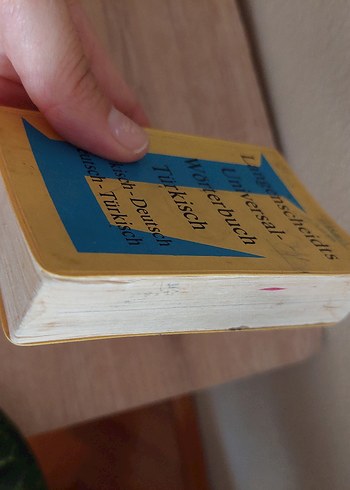 Langenscheidts
Universal-
Wörterbuch
Türkisch
-Deutsch
-Türkisch